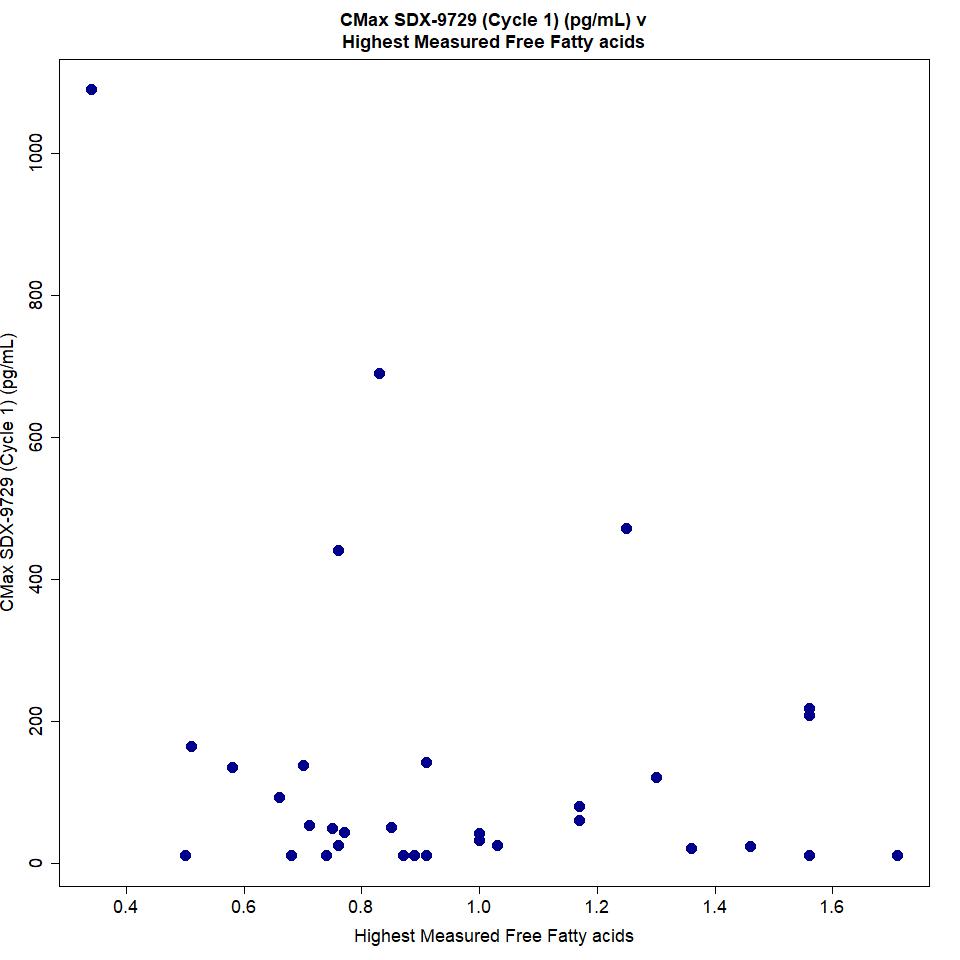 CMax SDX-9729 (Cycle 1) (pg/mL) v
Highest Measured Free Fatty acids
CMax SDX-9729 (Cycle 1) (pg/mL)
1000
800
600
400
200
0
0.4 0.6 0.8 1.0 1.2 1.4 1.6
Highest Measured Free Fatty acids